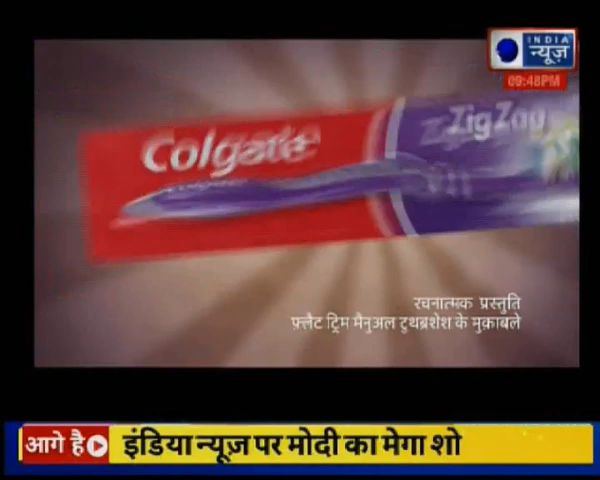 INDIA
न्यूज़
09:48PM
Colgate
ZigZag
रचनात्मक प्रस्तुति
फ़्लैट ट्रिम मैनुअल टुथब्रशेश के मुक़ाबले
आगे है
इंडिया न्यूज़ पर मोदी का मेगा शो